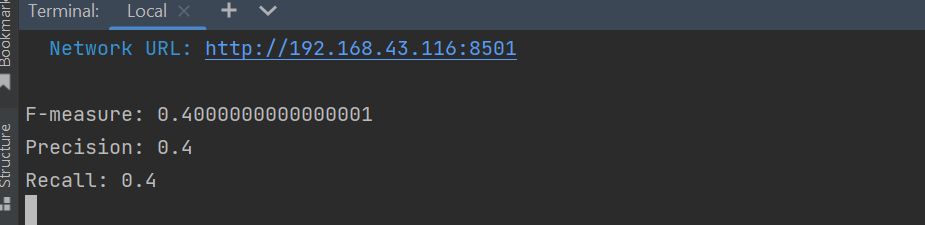 Terminal: Local
Network URL: http://192.168.43.116:8501
F-measure: 0.4000000000000001
Precision: 0.4
Recall: 0.4
Bookmark
Structure